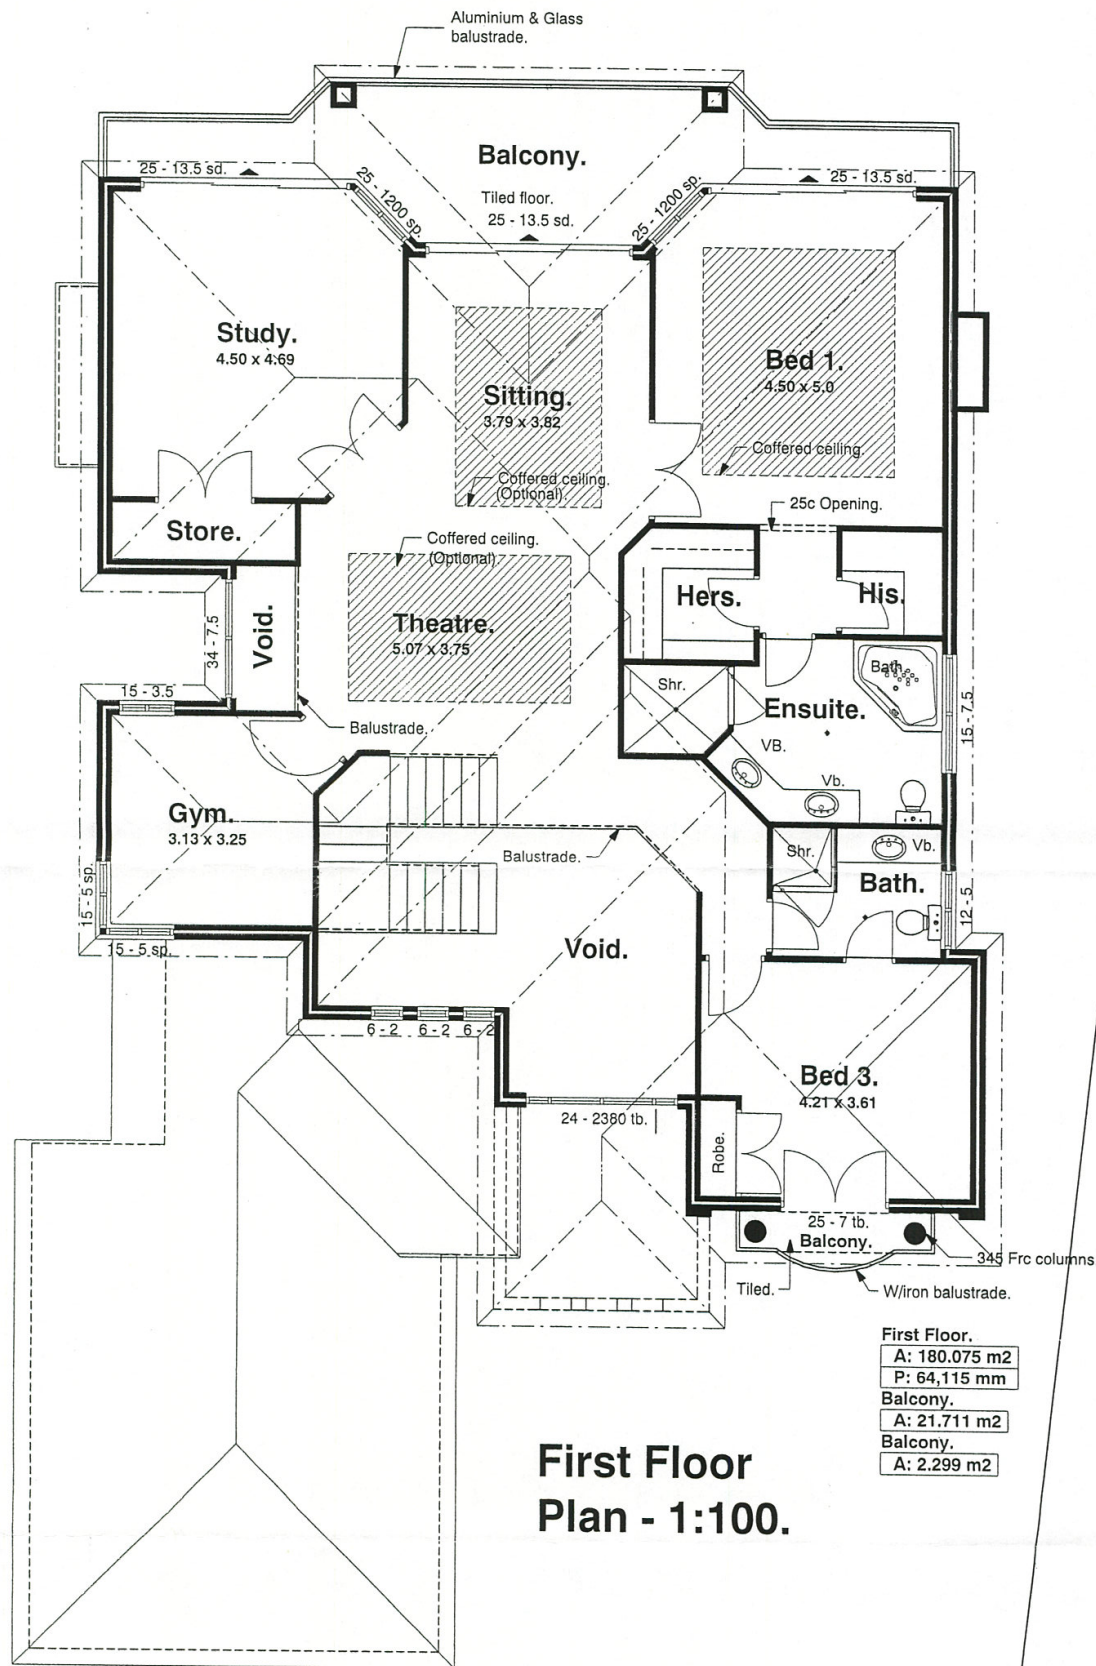 Aluminium & Glass
balustrade.
Balcony.
Tiled floor.
25 - 13.5 sd.
25 - 1200 sp.
25 - 13.5 sd.
25 - 1200 sp.
25 - 13.5 sd.
Study.
4.50 x 4.69
Sitting.
3.79 x 3.82
Bed 1.
4.50 x 5.0
Coffered ceiling.
(Optional).
Coffered ceiling.
25c Opening.
Store.
Coffered ceiling.
(Optional).
Hers.
His.
Void.
34 - 7.5
Theatre.
5.07 x 3.75
15 - 3.5
Balustrade.
Shr.
Bath.
Ensuite.
15 - 7.5
VB.
Vb.
Gym.
3.13 x 3.25
Balustrade.
Shr.
Vb.
Bath.
12 - 5
15 - 5 sp.
15 - 5 sp.
Void.
6 - 2
6 - 2
6 - 2
Bed 3.
4.21 x 3.61
24 - 2380 tb.
Robe.
25 - 7 tb.
Balcony.
345 Frc columns
Tiled.
W/iron balustrade.
First Floor.
A: 180.075 m2
P: 64,115 mm
Balcony.
A: 21.711 m2
Balcony.
A: 2.299 m2
First Floor
Plan - 1:100.